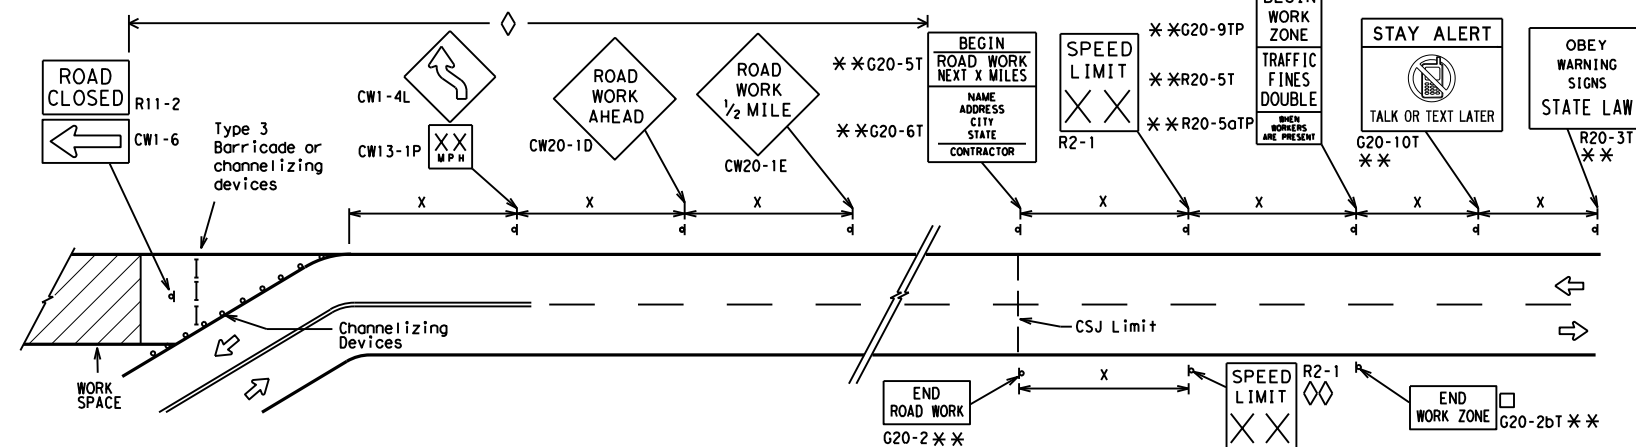 ROAD
CLOSED
R11-2
CW1-6
Type 3
Barricade or
channelizing
devices
CW1-4L
XX
MPH
CW13-1P
ROAD
WORK
AHEAD
CW20-1D
ROAD
WORK
1/2 MILE
CW20-1E
**G20-5T
BEGIN
ROAD WORK
NEXT X MILES
**G20-6T
NAME
ADDRESS
CITY
STATE
CONTRACTOR
SPEED
LIMIT
XX
R2-1
**G20-9TP
BEGIN
WORK
ZONE
**R20-5T
TRAFFIC
FINES
DOUBLE
**R20-5aTP
WHEN
WORKERS
ARE PRESENT
STAY ALERT
TALK OR TEXT LATER
G20-10T
**
OBEY
WARNING
SIGNS
STATE LAW
R20-3T
**
X
X
X
X
X
X
X
Channelizing
Devices
CSJ Limit
WORK
SPACE
END
ROAD WORK
G20-2**
X
SPEED
LIMIT
XX
R2-1
END
WORK ZONE
G20-2bT**